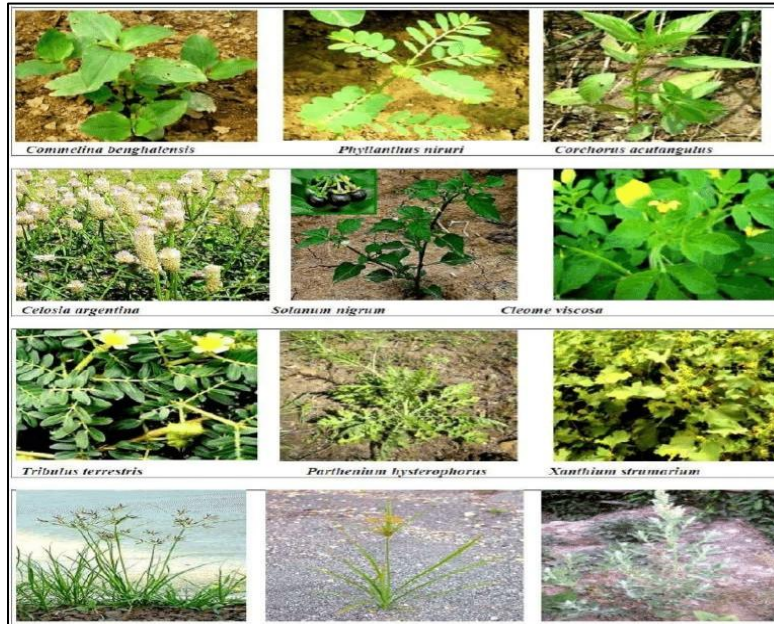 Commelina benghalensis Phyllanthus niruri Corchorus acutangulus
Celosia argentina Solanum nigrum Cleome viscosa
Tribulus terrestris Parthenium hysterophorus Xanthium strumarium